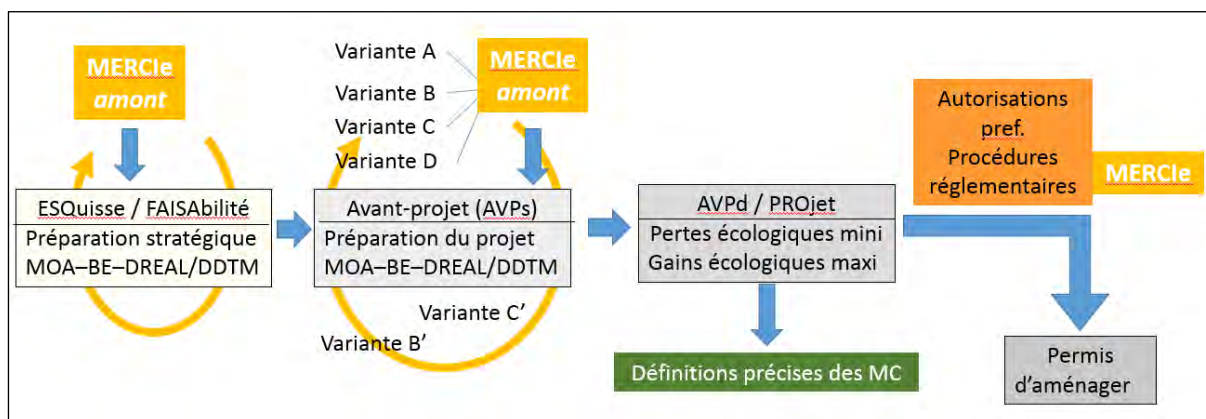 MERCIe
amont
ESQuisse / FAISAbilité
Préparation stratégique
MOA–BE–DREAL/DDTM
Variante A
Variante B
Variante C
Variante D
MERCIe
amont
Avant-projet (AVPs)
Préparation du projet
MOA–BE–DREAL/DDTM
Variante C’
Variante B’
AVPd / PROjet
Pertes écologiques mini
Gains écologiques maxi
Définitions précises des MC
Autorisations
pref.
Procédures
réglementaires
MERCIe
Permis
d’aménager